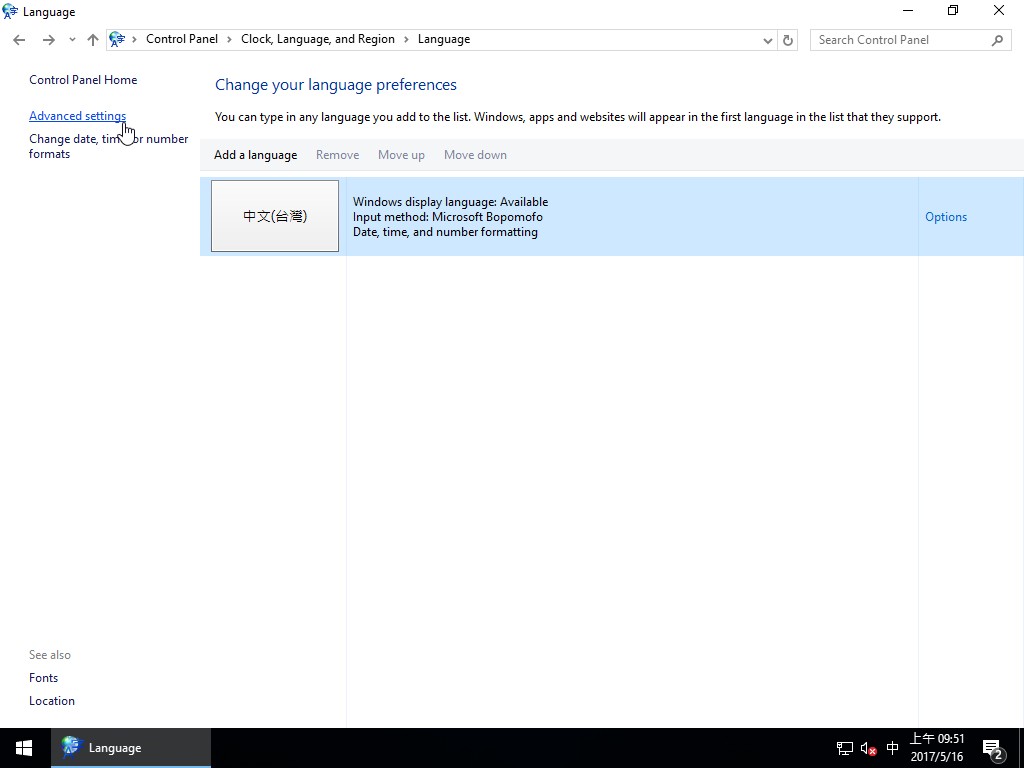 Language
Control Panel > Clock, Language, and Region > Language
Search Control Panel
Control Panel Home
Advanced settings
Change date, time, or number
formats
Change your language preferences
You can type in any language you add to the list. Windows, apps and websites will appear in the first language in the list that they support.
Add a language Remove Move up Move down
中文(台灣)
Windows display language: Available
Input method: Microsoft Bopomofo
Date, time, and number formatting
Options
See also
Fonts
Location
Language
中
上午 09:51
2017/5/16
2